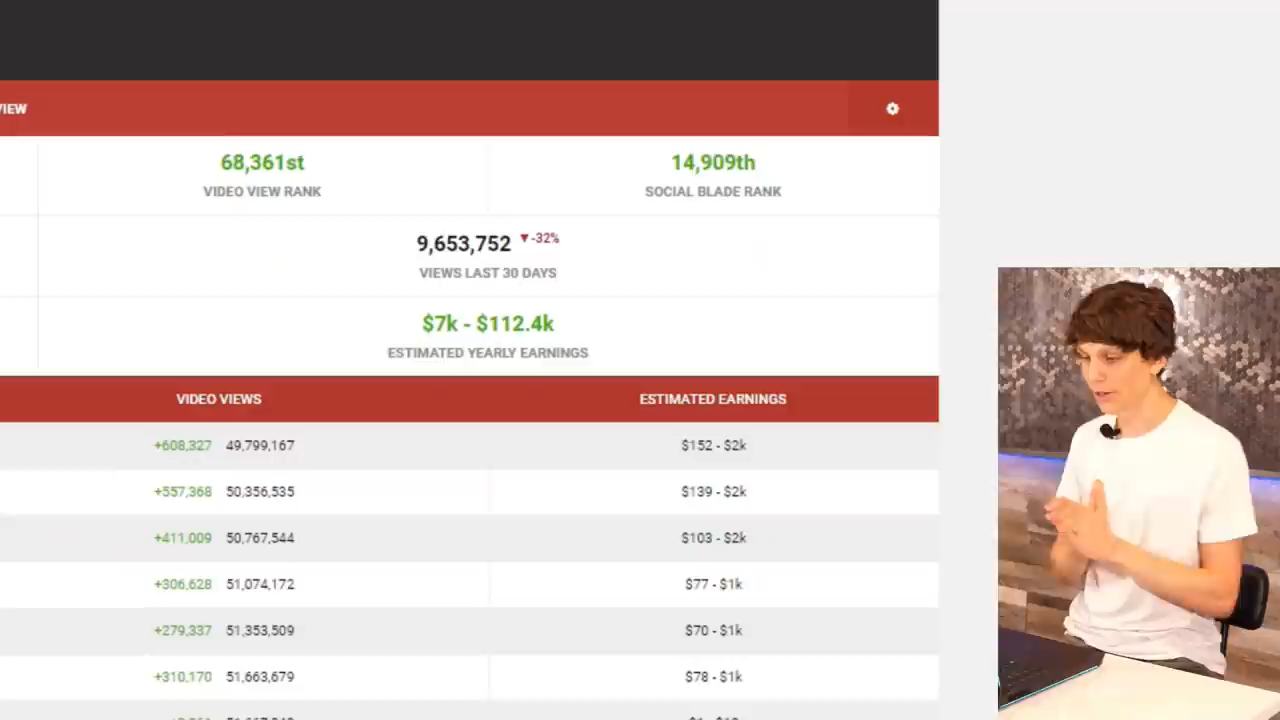 VIEW
68,361st
VIDEO VIEW RANK
14,909th
SOCIAL BLADE RANK
9,653,752 ▼-32%
VIEWS LAST 30 DAYS
$7k - $112.4k
ESTIMATED YEARLY EARNINGS
VIDEO VIEWS ESTIMATED EARNINGS
+608,327 49,799,167 $152 - $2k
+557,368 50,356,535 $139 - $2k
+411,009 50,767,544 $103 - $2k
+306,628 51,074,172 $77 - $1k
+279,337 51,353,509 $70 - $1k
+310,170 51,663,679 $78 - $1k